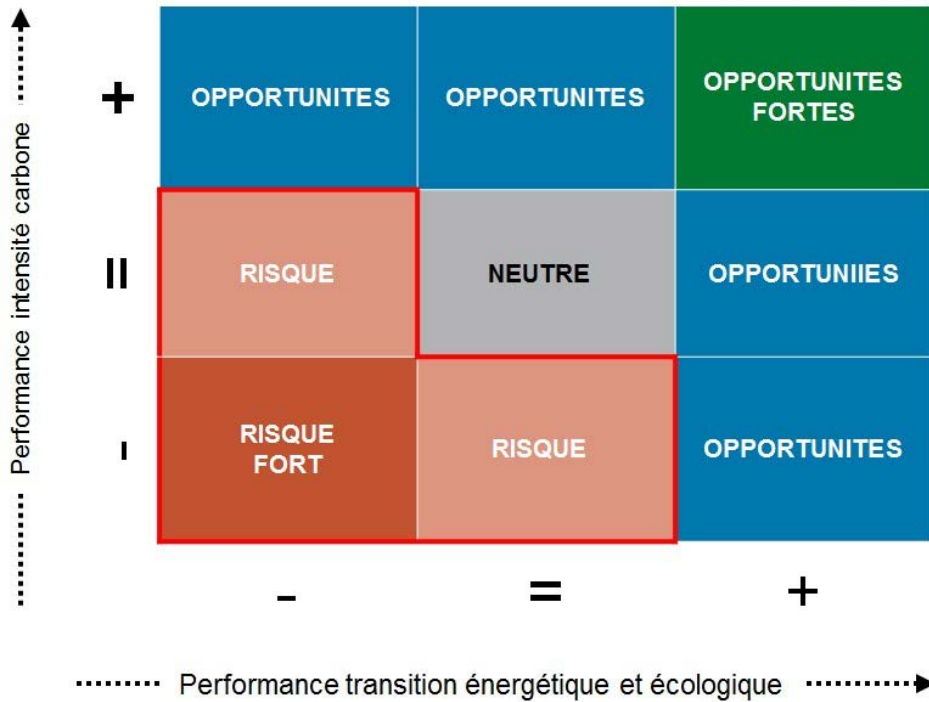 Performance intensité carbone
+
OPPORTUNITES
OPPORTUNITES
OPPORTUNITES
FORTES
=
RISQUE
NEUTRE
OPPORTUNIIES
-
RISQUE
FORT
RISQUE
OPPORTUNITES
-
=
+
Performance transition énergétique et écologique